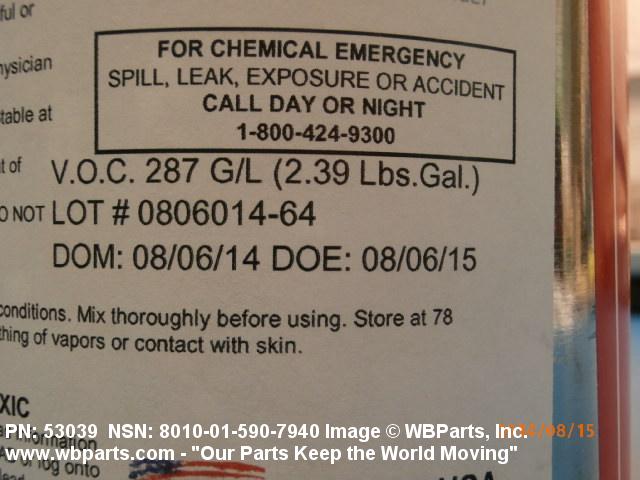 ful or
FOR CHEMICAL EMERGENCY
SPILL, LEAK, EXPOSURE OR ACCIDENT
CALL DAY OR NIGHT
1-800-424-9300
table at
t of
V.O.C. 287 G/L (2.39 Lbs.Gal.)
O NOT LOT # 0806014-64
DOM: 08/06/14 DOE: 08/06/15
conditions. Mix thoroughly before using. Store at 78
thing of vapors or contact with skin.
XIC
PN: 53039 NSN: 8010-01-590-7940 Image © WBParts, Inc.
www.wbparts.com - "Our Parts Keep the World Moving"